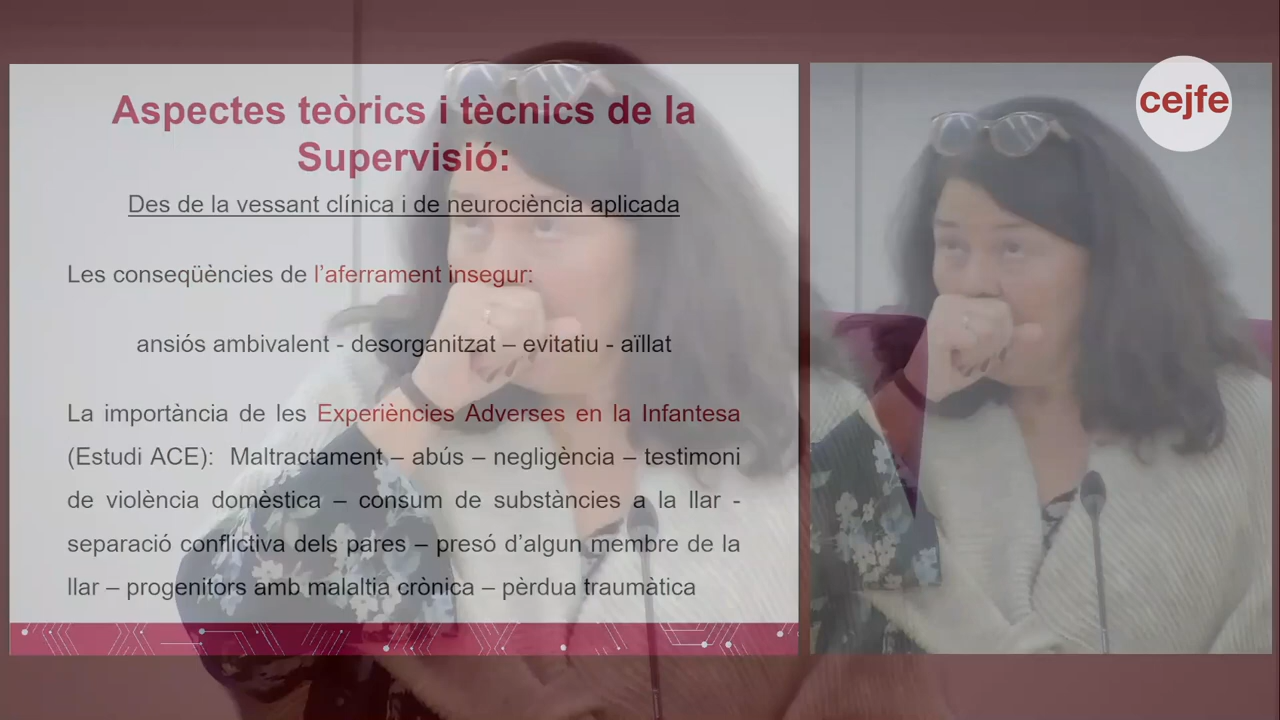 Aspectes teòrics i tècnics de la
Supervisió:
Des de la vessant clínica i de neurociència aplicada
Les conseqüències de l'aferrament insegur:
ansiós ambivalent - desorganitzat – evitatiu - aïllat
La importància de les Experiències Adverses en la Infantesa
(Estudi ACE): Maltractament – abús – negligència – testimoni
de violència domèstica – consum de substàncies a la llar -
separació conflictiva dels pares – presó d'algun membre de la
llar – progenitors amb malaltia crònica – pèrdua traumàtica
cejfe